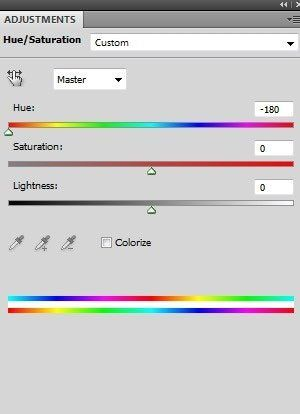 ADJUSTMENTS
Hue/Saturation Custom
Master
Hue: -180
Saturation: 0
Lightness: 0
Colorize